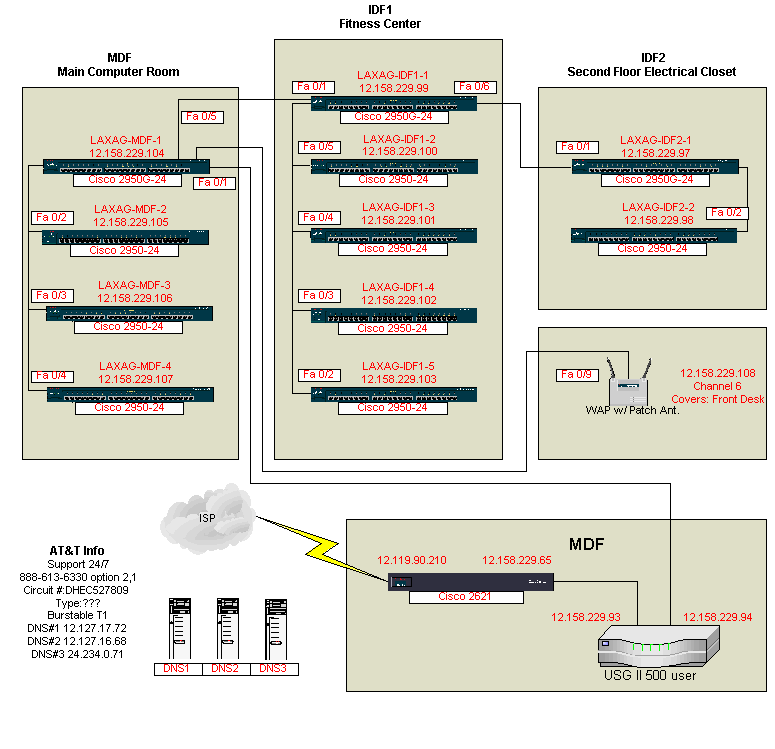 IDF1
Fitness Center
MDF
Main Computer Room
IDF2
Second Floor Electrical Closet
Fa 0/5
LAXAG-MDF-1
12.158.229.104
Cisco 2950G-24
Fa 0/1
Fa 0/2
LAXAG-MDF-2
12.158.229.105
Cisco 2950-24
Fa 0/3
LAXAG-MDF-3
12.158.229.106
Cisco 2950-24
Fa 0/4
LAXAG-MDF-4
12.158.229.107
Cisco 2950-24
Fa 0/1
LAXAG-IDF1-1
12.158.229.99
Fa 0/6
Cisco 2950G-24
Fa 0/5
LAXAG-IDF1-2
12.158.229.100
Cisco 2950-24
Fa 0/4
LAXAG-IDF1-3
12.158.229.101
Cisco 2950-24
Fa 0/3
LAXAG-IDF1-4
12.158.229.102
Cisco 2950-24
Fa 0/2
LAXAG-IDF1-5
12.158.229.103
Cisco 2950-24
Fa 0/1
LAXAG-IDF2-1
12.158.229.97
Cisco 2950G-24
LAXAG-IDF2-2
12.158.229.98
Fa 0/2
Cisco 2950-24
Fa 0/9
12.158.229.108
Channel 6
Covers: Front Desk
WAP w/ Patch Ant.
ISP
AT&T Info
Support 24/7
888-613-6330 option 2,1
Circuit #:DHEC527809
Type:???
Burstable T1
DNS#1 12.127.17.72
DNS#2 12.127.16.68
DNS#3 24.234.0.71
DNS1
DNS2
DNS3
MDF
12.119.90.210
12.158.229.65
Cisco 2621
12.158.229.93
12.158.229.94
USG II 500 user